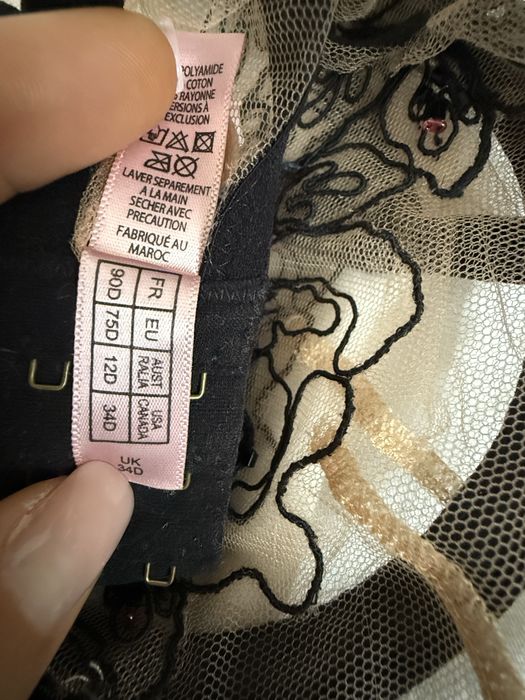 POLYAMIDE
COTON
RAYONNE
VERSIONS À
EXCLUSION
LAVER SEPAREMENT
A LA MAIN
SECHER AVEC
PRECAUTION
FABRIQUÉ AU
MAROC
FR EU AUST RALIA USA CANADA
90D 75D 12D 34D
UK
34D